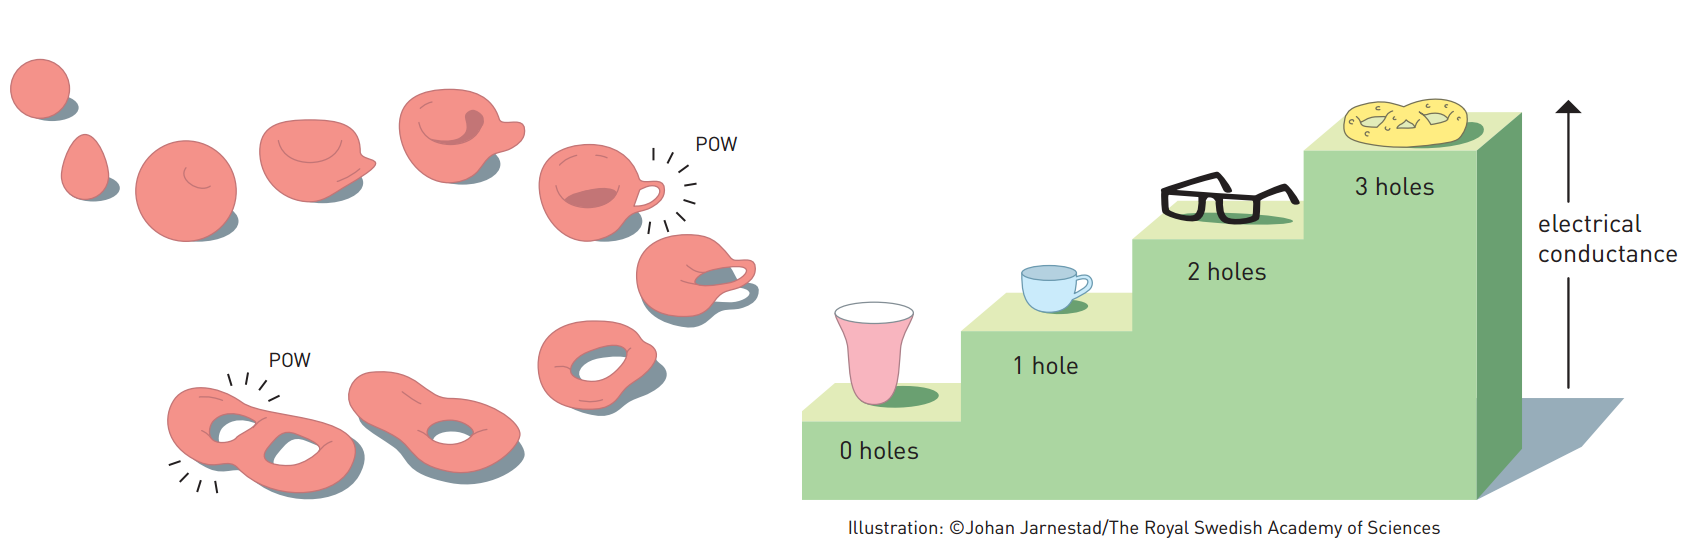 POW
POW
3 holes
electrical
conductance
2 holes
1 hole
0 holes
Illustration: ©Johan Jarnestad/The Royal Swedish Academy of Sciences